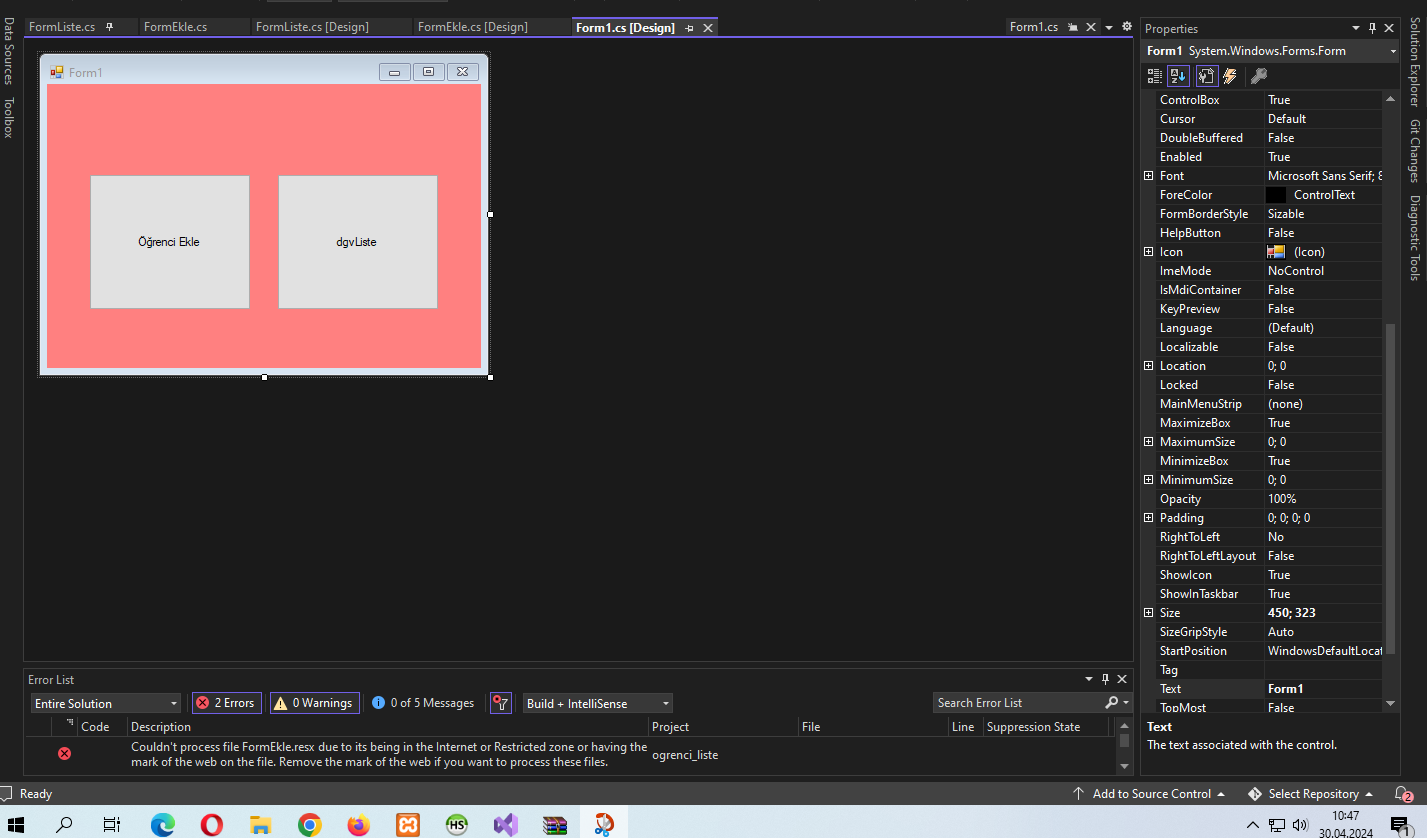 FormListe.cs
FormEkle.cs
FormListe.cs [Design]
FormEkle.cs [Design]
Form1.cs [Design]
Form1.cs
Data Sources
Toolbox
Form1
Öğrenci Ekle
dgvListe
Properties
Form1 System.Windows.Forms.Form
ControlBox True
Cursor Default
DoubleBuffered False
Enabled True
Font Microsoft Sans Serif; 8
ForeColor ControlText
FormBorderStyle Sizable
HelpButton False
Icon (Icon)
ImeMode NoControl
IsMdiContainer False
KeyPreview False
Language (Default)
Localizable False
Location 0; 0
Locked False
MainMenuStrip (none)
MaximizeBox True
MaximumSize 0; 0
MinimizeBox True
MinimumSize 0; 0
Opacity 100%
Padding 0; 0; 0; 0
RightToLeft No
RightToLeftLayout False
ShowIcon True
ShowInTaskbar True
Size 450; 323
SizeGripStyle Auto
StartPosition WindowsDefaultLocat
Tag
Text Form1
TopMost False
Text
The text associated with the control.
Solution Explorer
Git Changes
Diagnostic Tools
Error List
Entire Solution
2 Errors
0 Warnings
0 of 5 Messages
Build + IntelliSense
Search Error List
Code Description Project File Line Suppression State
Couldn't process file FormEkle.resx due to its being in the Internet or Restricted zone or having the
mark of the web on the file. Remove the mark of the web if you want to process these files.
ogrenci_liste
Ready
Add to Source Control
Select Repository
2
HS
10:47
30.04.2024
1